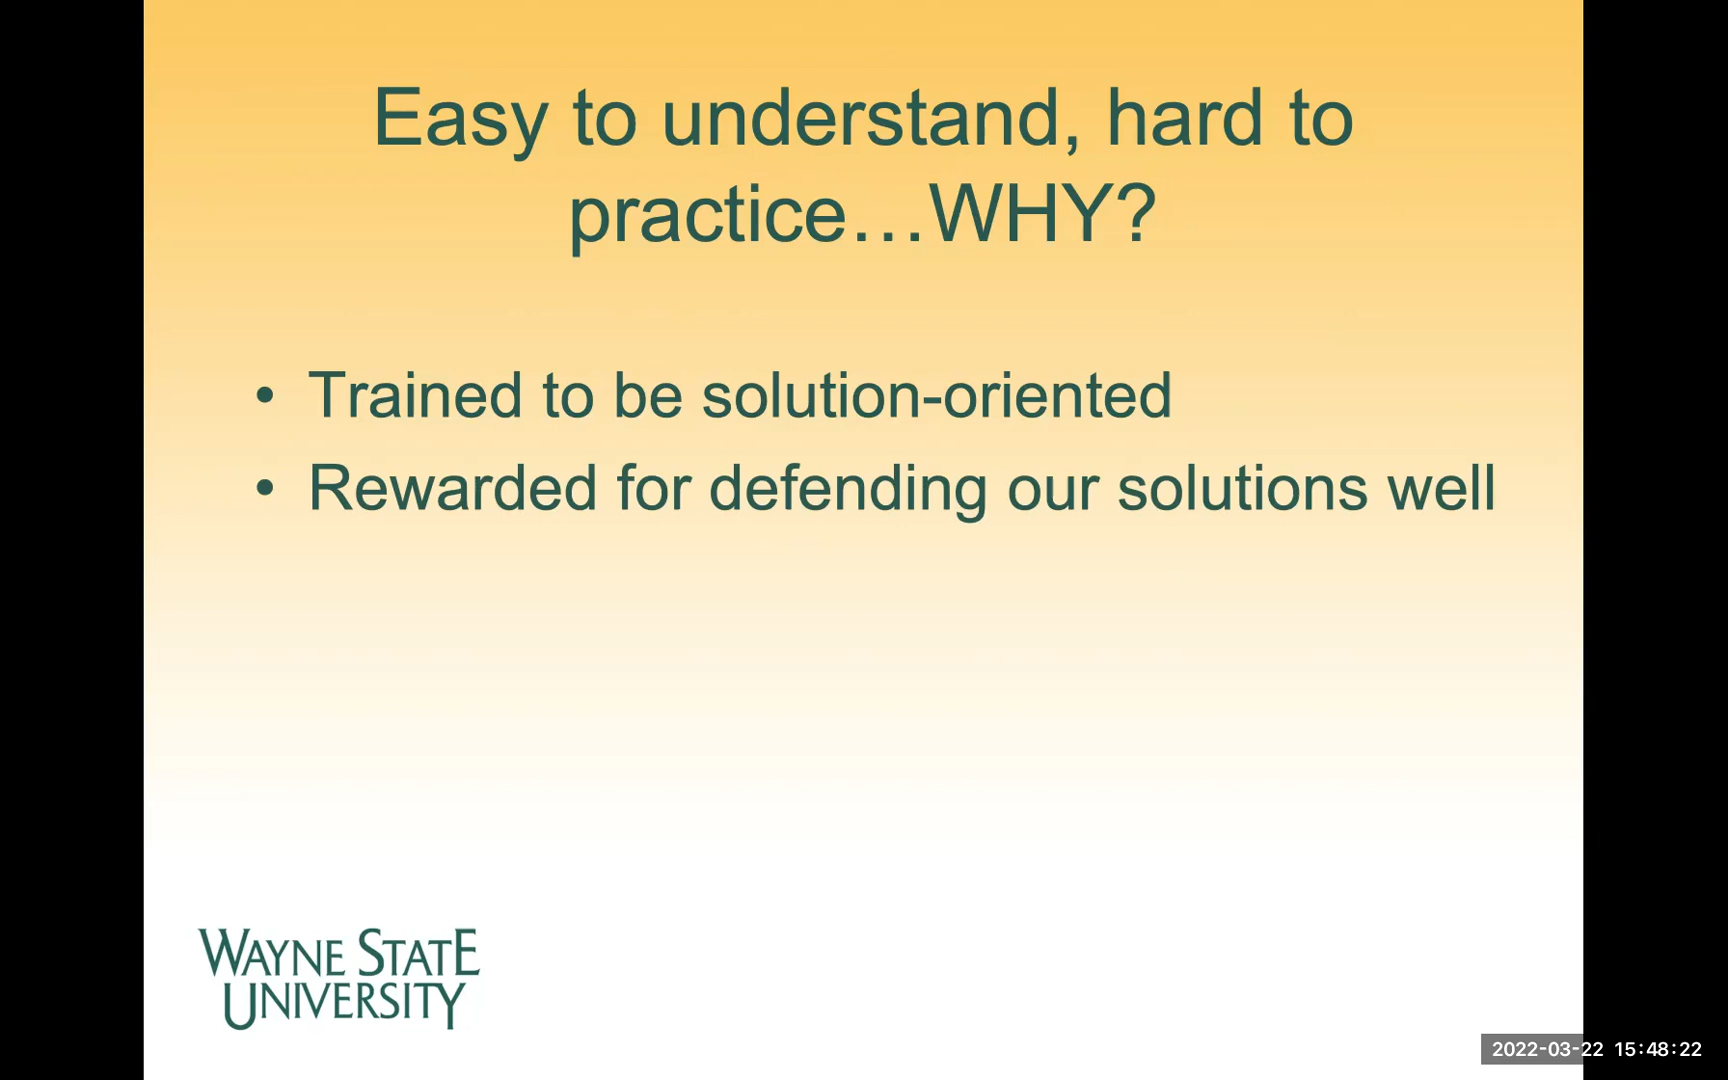 Easy to understand, hard to
practice…WHY?
• Trained to be solution-oriented
• Rewarded for defending our solutions well
WAYNE STATE
UNIVERSITY
2022-03-22 15:48:22